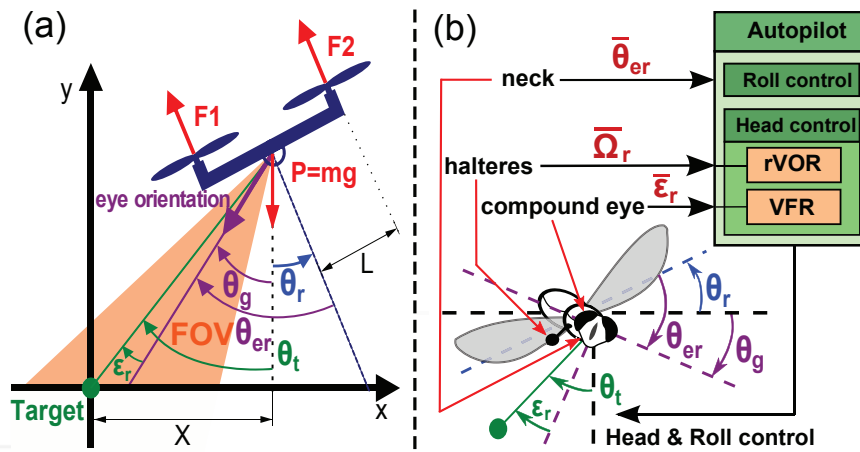 (a)
F2
y
F1
P=mg
eye orientation
θr
L
θg
FOV
θer
θt
εr
Target
x
X
(b)
Autopilot
θ̅er
neck
Roll control
Head control
halteres
Ω̅r
rVOR
ε̅r
compound eye
VFR
θr
θer
θg
θt
εr
Head & Roll control